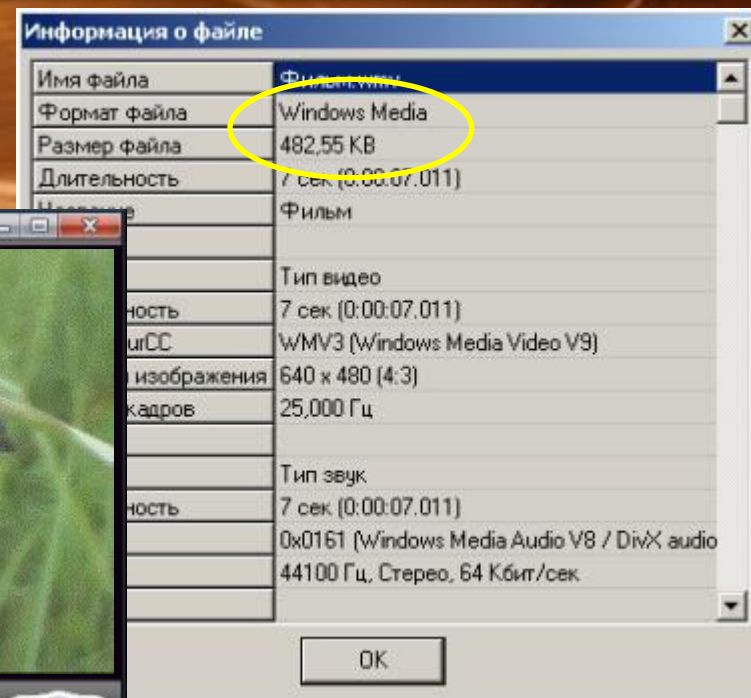 Информация о файле
Имя файла Фильм.wmv
Формат файла Windows Media
Размер файла 482,55 KB
Длительность 7 сек (0:00:07.011)
Название Фильм
Тип видео
ность 7 сек (0:00:07.011)
urCC WMV3 (Windows Media Video V9)
изображения 640 x 480 (4:3)
кадров 25,000 Гц
Тип звук
ность 7 сек (0:00:07.011)
0x0161 (Windows Media Audio V8 / DivX audio
44100 Гц, Стерео, 64 Кбит/сек
OK